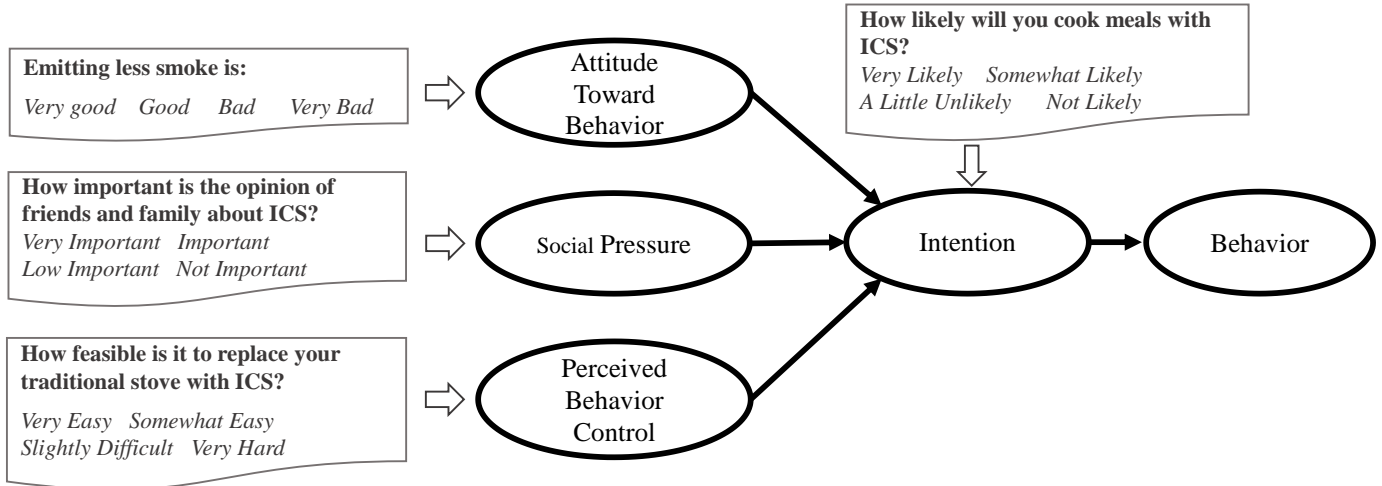 Emitting less smoke is:
Very good Good Bad Very Bad
Attitude
Toward
Behavior
How likely will you cook meals with
ICS?
Very Likely Somewhat Likely
A Little Unlikely Not Likely
How important is the opinion of
friends and family about ICS?
Very Important Important
Low Important Not Important
Social Pressure
Intention
Behavior
How feasible is it to replace your
traditional stove with ICS?
Very Easy Somewhat Easy
Slightly Difficult Very Hard
Perceived
Behavior
Control